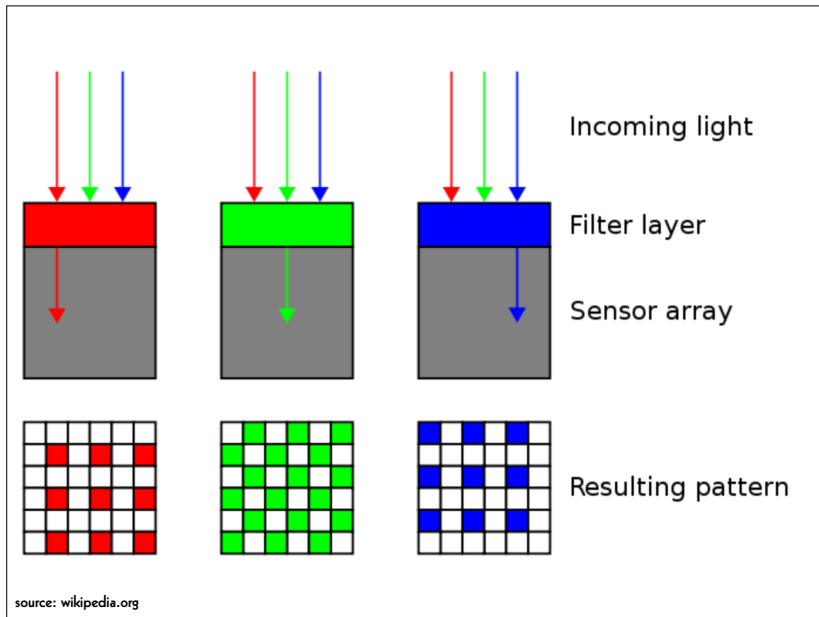 Incoming light
Filter layer
Sensor array
Resulting pattern
source: wikipedia.org